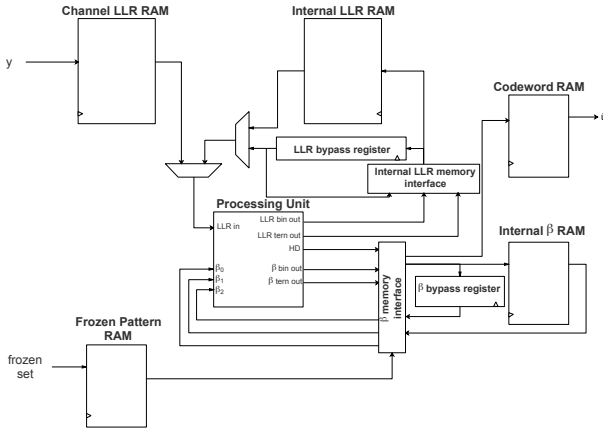 Channel LLR RAM
Internal LLR RAM
y
Codeword RAM
LLR bypass register
Internal LLR memory
interface
Processing Unit
LLR in
LLR bin out
LLR tern out
HD
β bin out
β tern out
β0
β1
β2
β memory
interface
Internal β RAM
β bypass register
Frozen Pattern
RAM
frozen
set